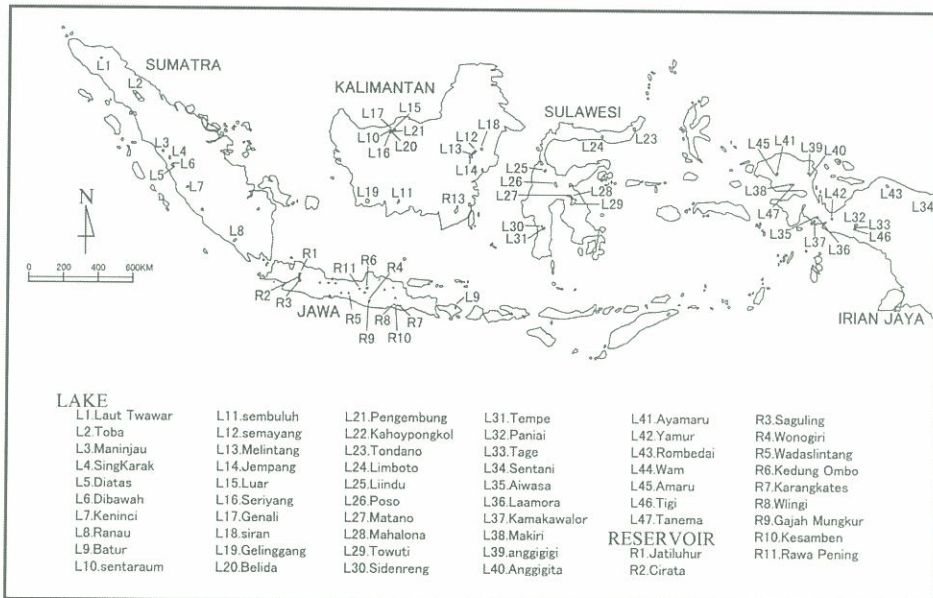 SUMATRA
KALIMANTAN
SULAWESI
JAWA
IRIAN JAYA
N
0 200 400 600KM
L1
L2
L3
L4
L6
L5
L7
L8
L17
L15
L10
L21
L16
L20
L12
L18
L13
L14
L19
L11
R13
L24
L23
L25
L26
L27
L28
L29
L30
L31
L45
L41
L39
L40
L38
L42
L43
L34
L47
L32
L33
L35
L46
L37
L36
R1
R2
R3
R11
R6
R4
R5
R8
R7
R9
R10
L9
LAKE
L1.Laut Twawar
L2.Toba
L3.Maninjau
L4.SingKarak
L5.Diatas
L6.Dibawah
L7.Keninci
L8.Ranau
L9.Batur
L10.sentaraum
L11.sembuluh
L12.semayang
L13.Melintang
L14.Jempang
L15.Luar
L16.Seriyang
L17.Genali
L18.siran
L19.Gelinggang
L20.Belida
L21.Pengembung
L22.Kahoypongkol
L23.Tondano
L24.Limboto
L25.Liindu
L26.Poso
L27.Matano
L28.Mahalona
L29.Towuti
L30.Sidenreng
L31.Tempe
L32.Paniai
L33.Tage
L34.Sentani
L35.Aiwasa
L36.Laamora
L37.Kamakawalor
L38.Makiri
L39.anggigigi
L40.Anggigita
L41.Ayamaru
L42.Yamur
L43.Rombedai
L44.Wam
L45.Amaru
L46.Tigi
L47.Tanema
RESERVOIR
R1.Jatiluhur
R2.Cirata
R3.Saguling
R4.Wonogiri
R5.Wadaslintang
R6.Kedung Ombo
R7.Karangkates
R8.Wlingi
R9.Gajah Mungkur
R10.Kesamben
R11.Rawa Pening